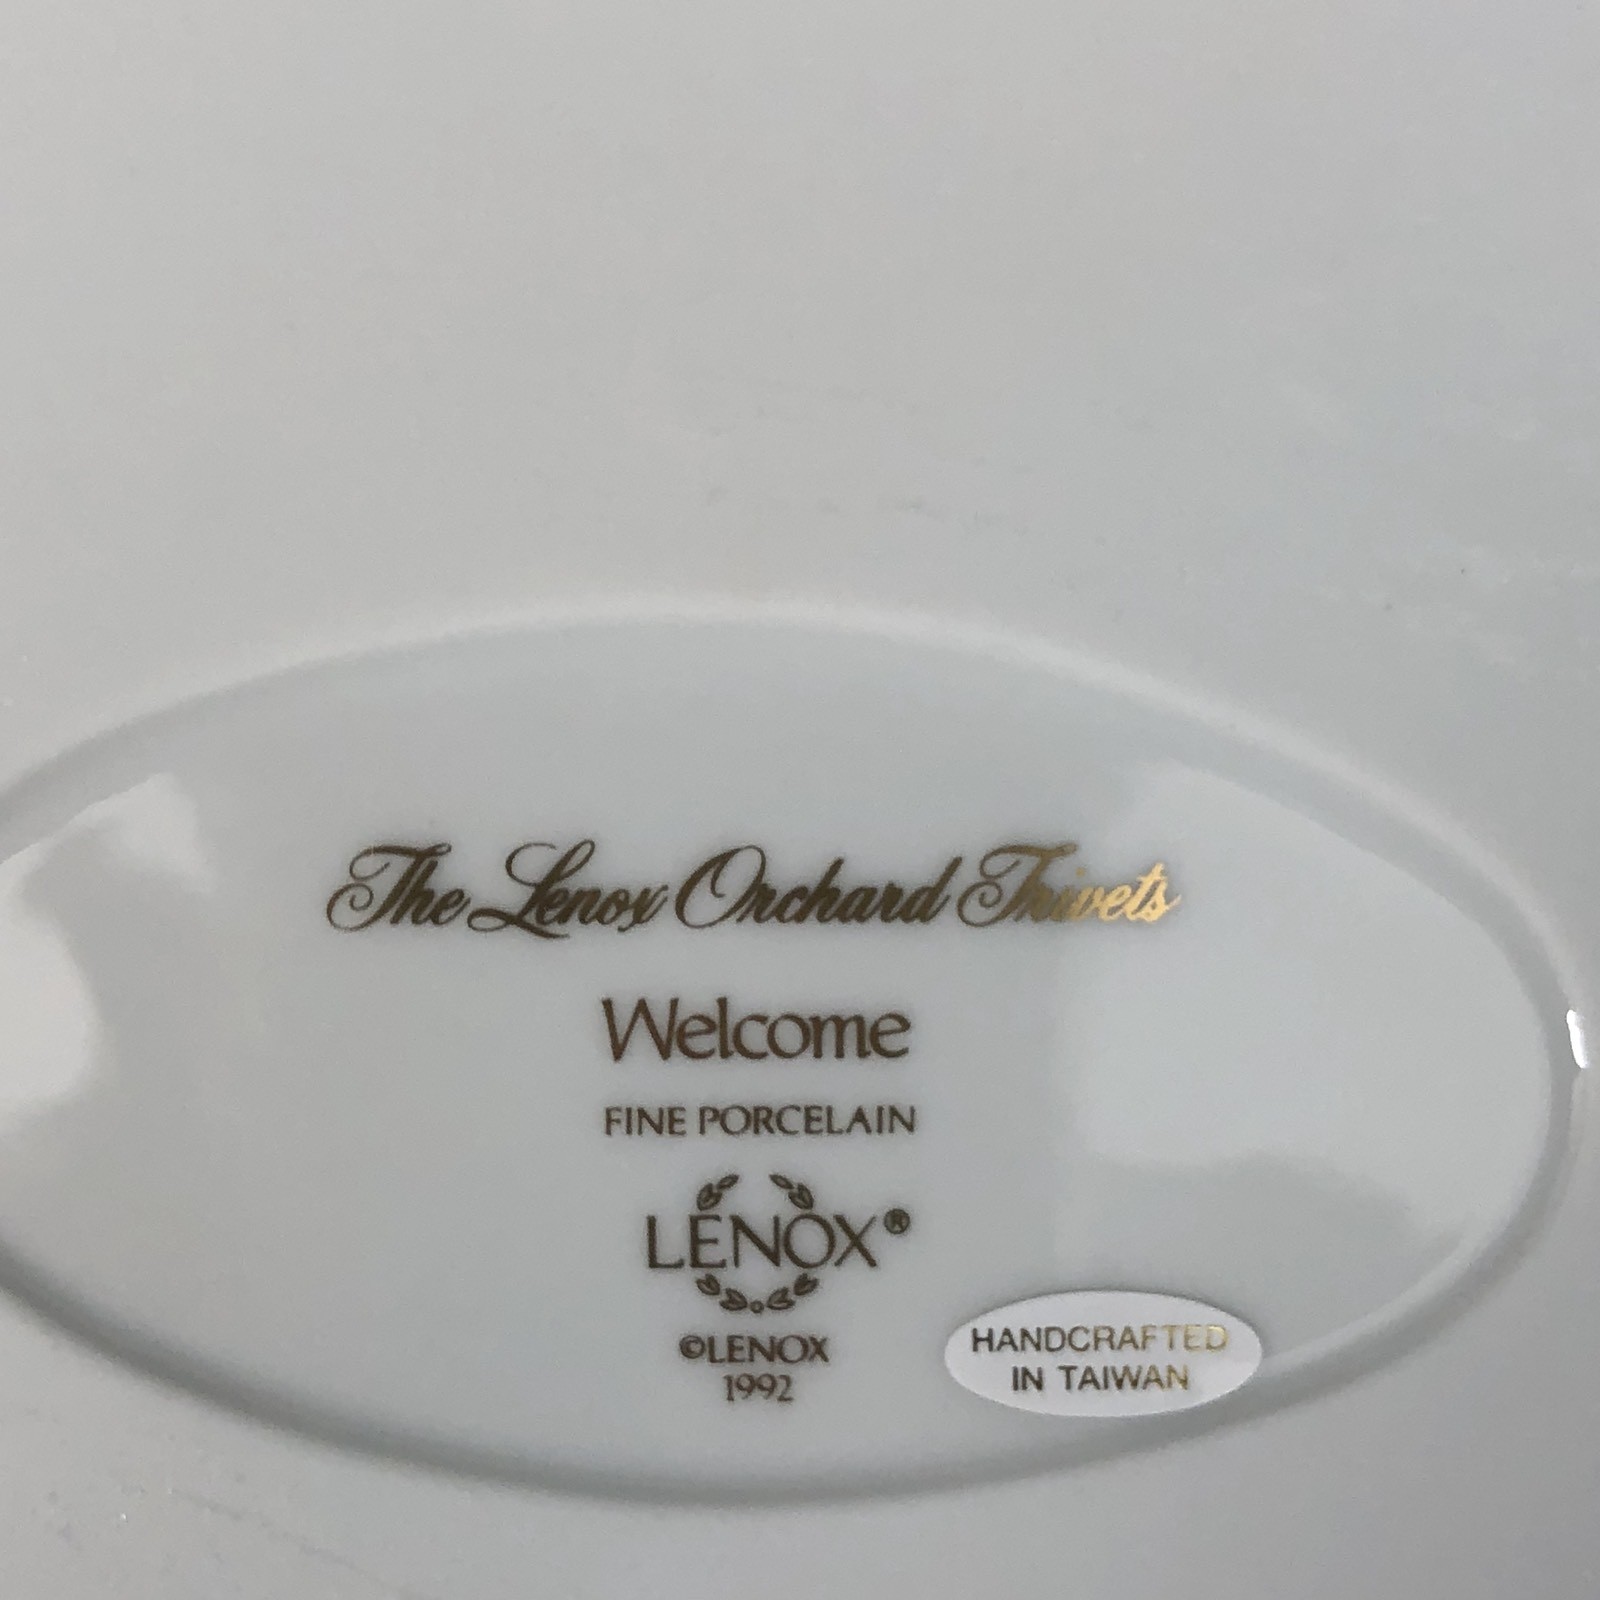 The Lenox Orchard Trivets
Welcome
FINE PORCELAIN
LENOX®
©LENOX
1992
HANDCRAFTED
IN TAIWAN